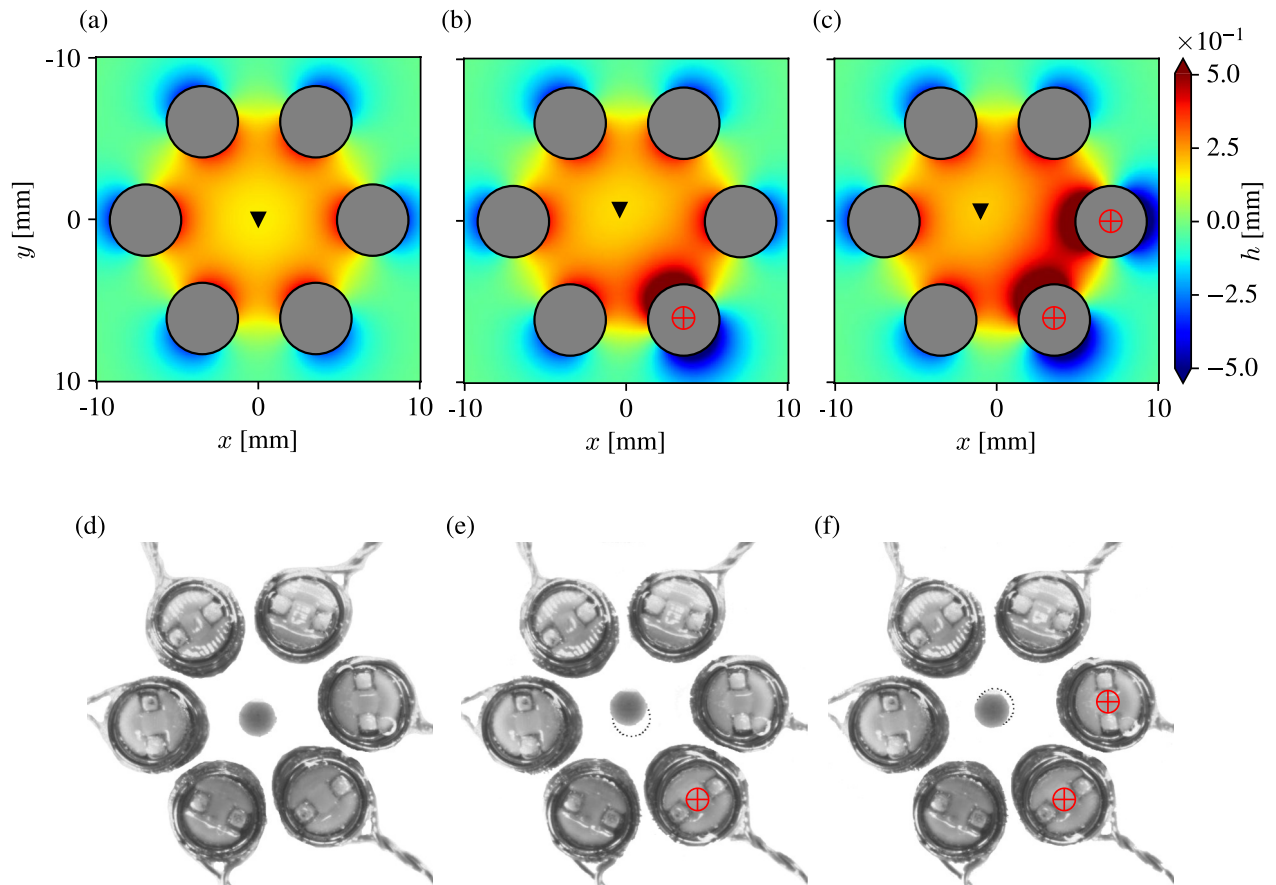 (a) (b) (c)
×10⁻¹
-10
0
10
y [mm]
-10 0 10
x [mm]
-10 0 10
x [mm]
-10 0 10
x [mm]
5.0
2.5
0.0
−2.5
−5.0
h [mm]
(d) (e) (f)